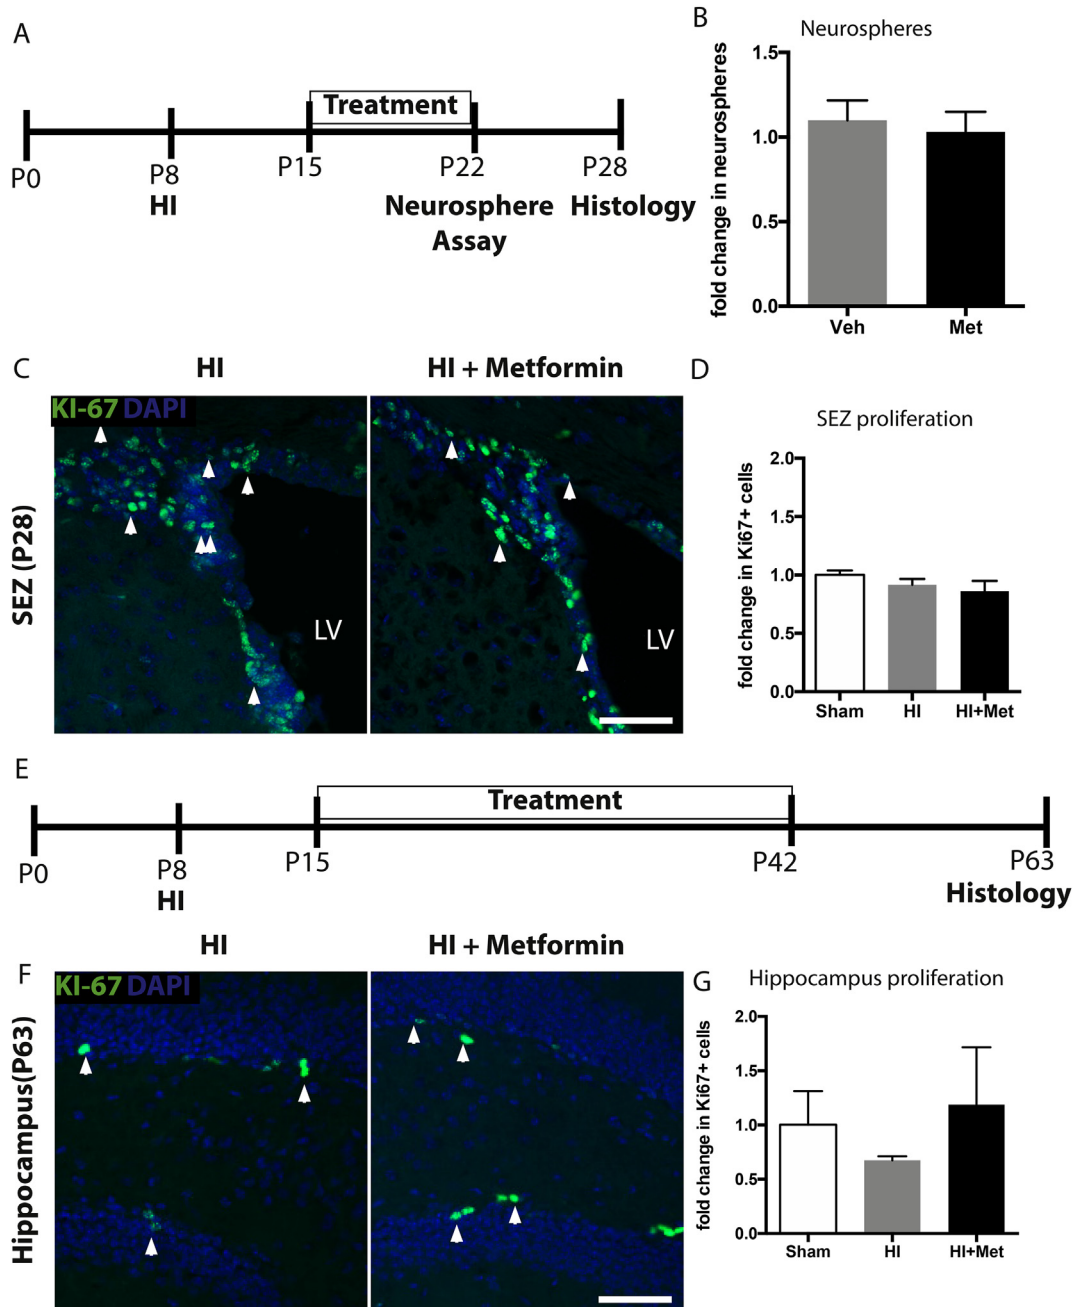 A
Treatment
P0
P8
HI
P15
P22
Neurosphere
Assay
P28
Histology
B
Neurospheres
fold change in neurospheres
1.5
1.0
0.5
0.0
Veh
Met
C
HI
HI + Metformin
SEZ (P28)
KI-67 DAPI
LV
LV
D
SEZ proliferation
fold change in Ki67+ cells
2.0
1.5
1.0
0.5
0.0
Sham
HI
HI+Met
E
Treatment
P0
P8
HI
P15
P42
P63
Histology
F
HI
HI + Metformin
Hippocampus(P63)
KI-67 DAPI
G
Hippocampus proliferation
fold change in Ki67+ cells
2.0
1.5
1.0
0.5
0.0
Sham
HI
HI+Met